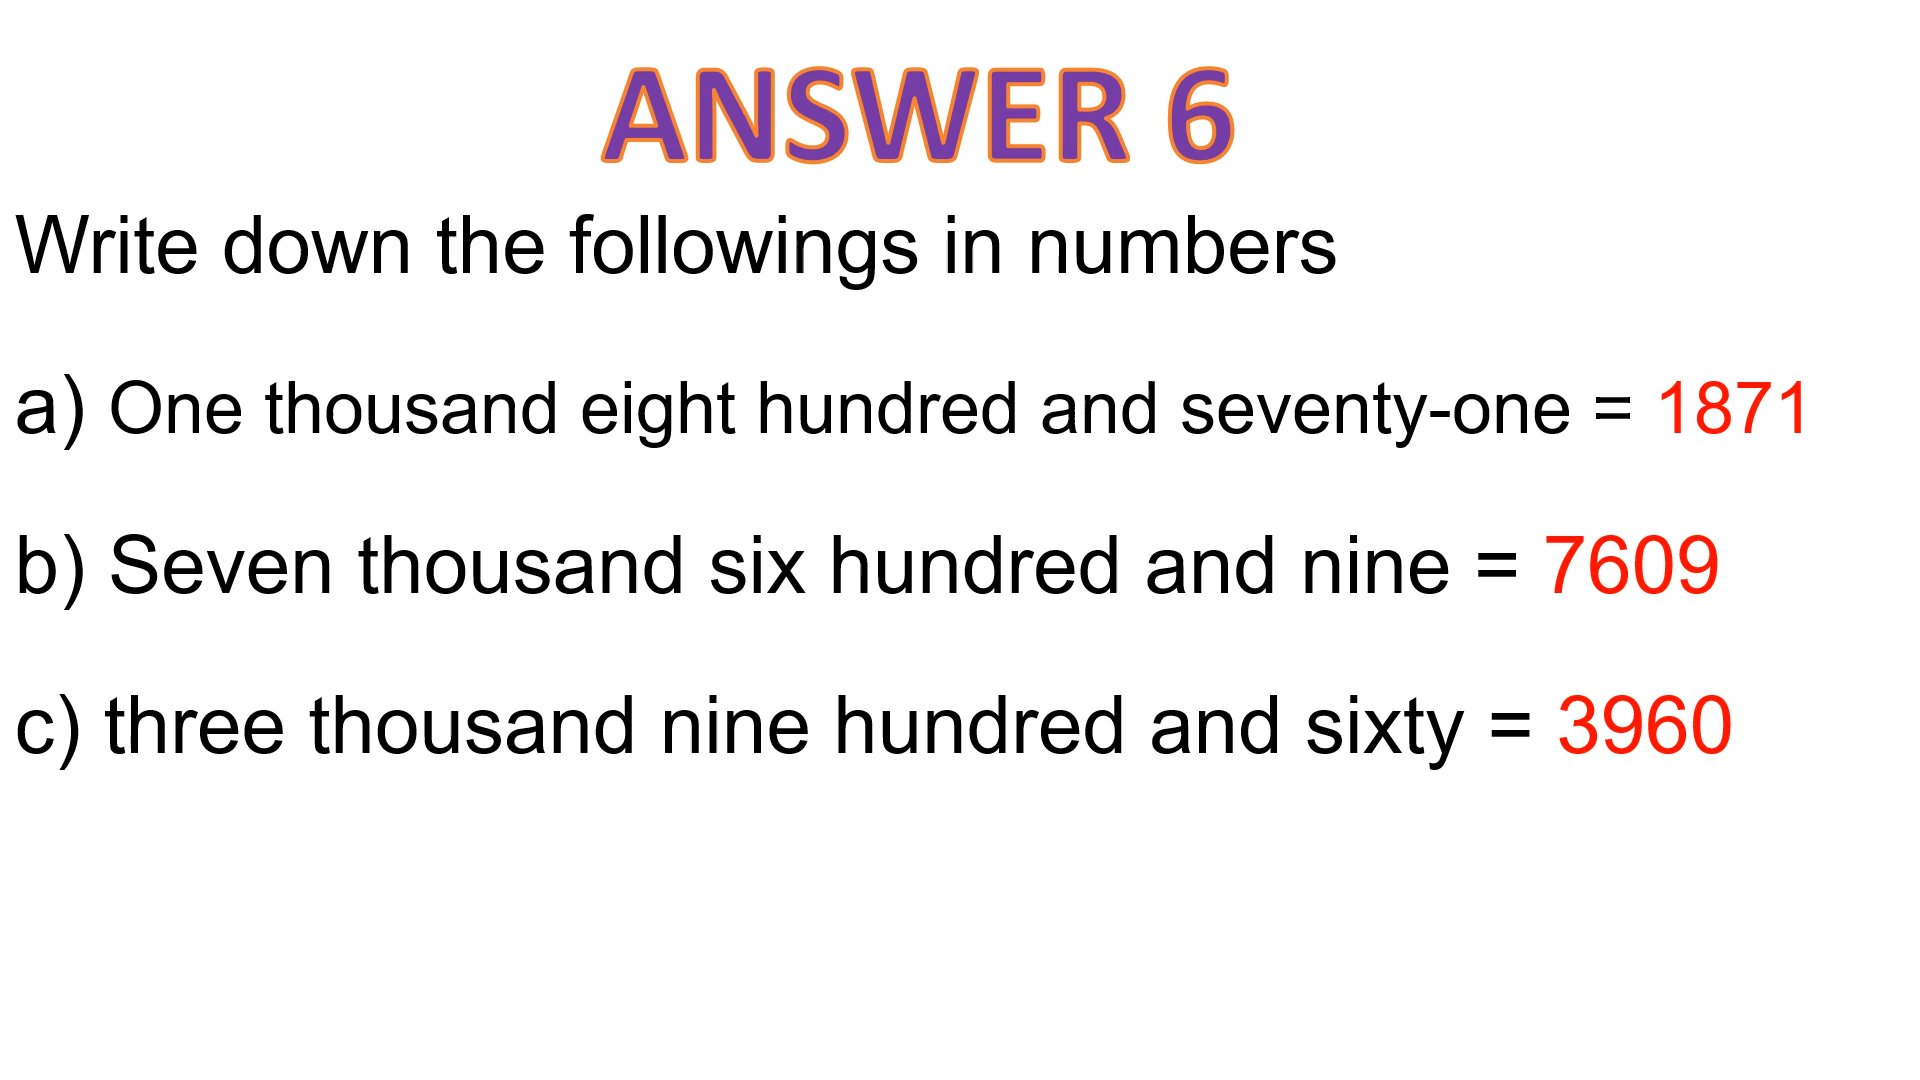 ANSWER 6
Write down the followings in numbers
a) One thousand eight hundred and seventy-one = 1871
b) Seven thousand six hundred and nine = 7609
c) three thousand nine hundred and sixty = 3960